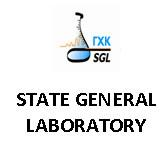 ΓΧΚ
SGL
STATE GENERAL
LABORATORY